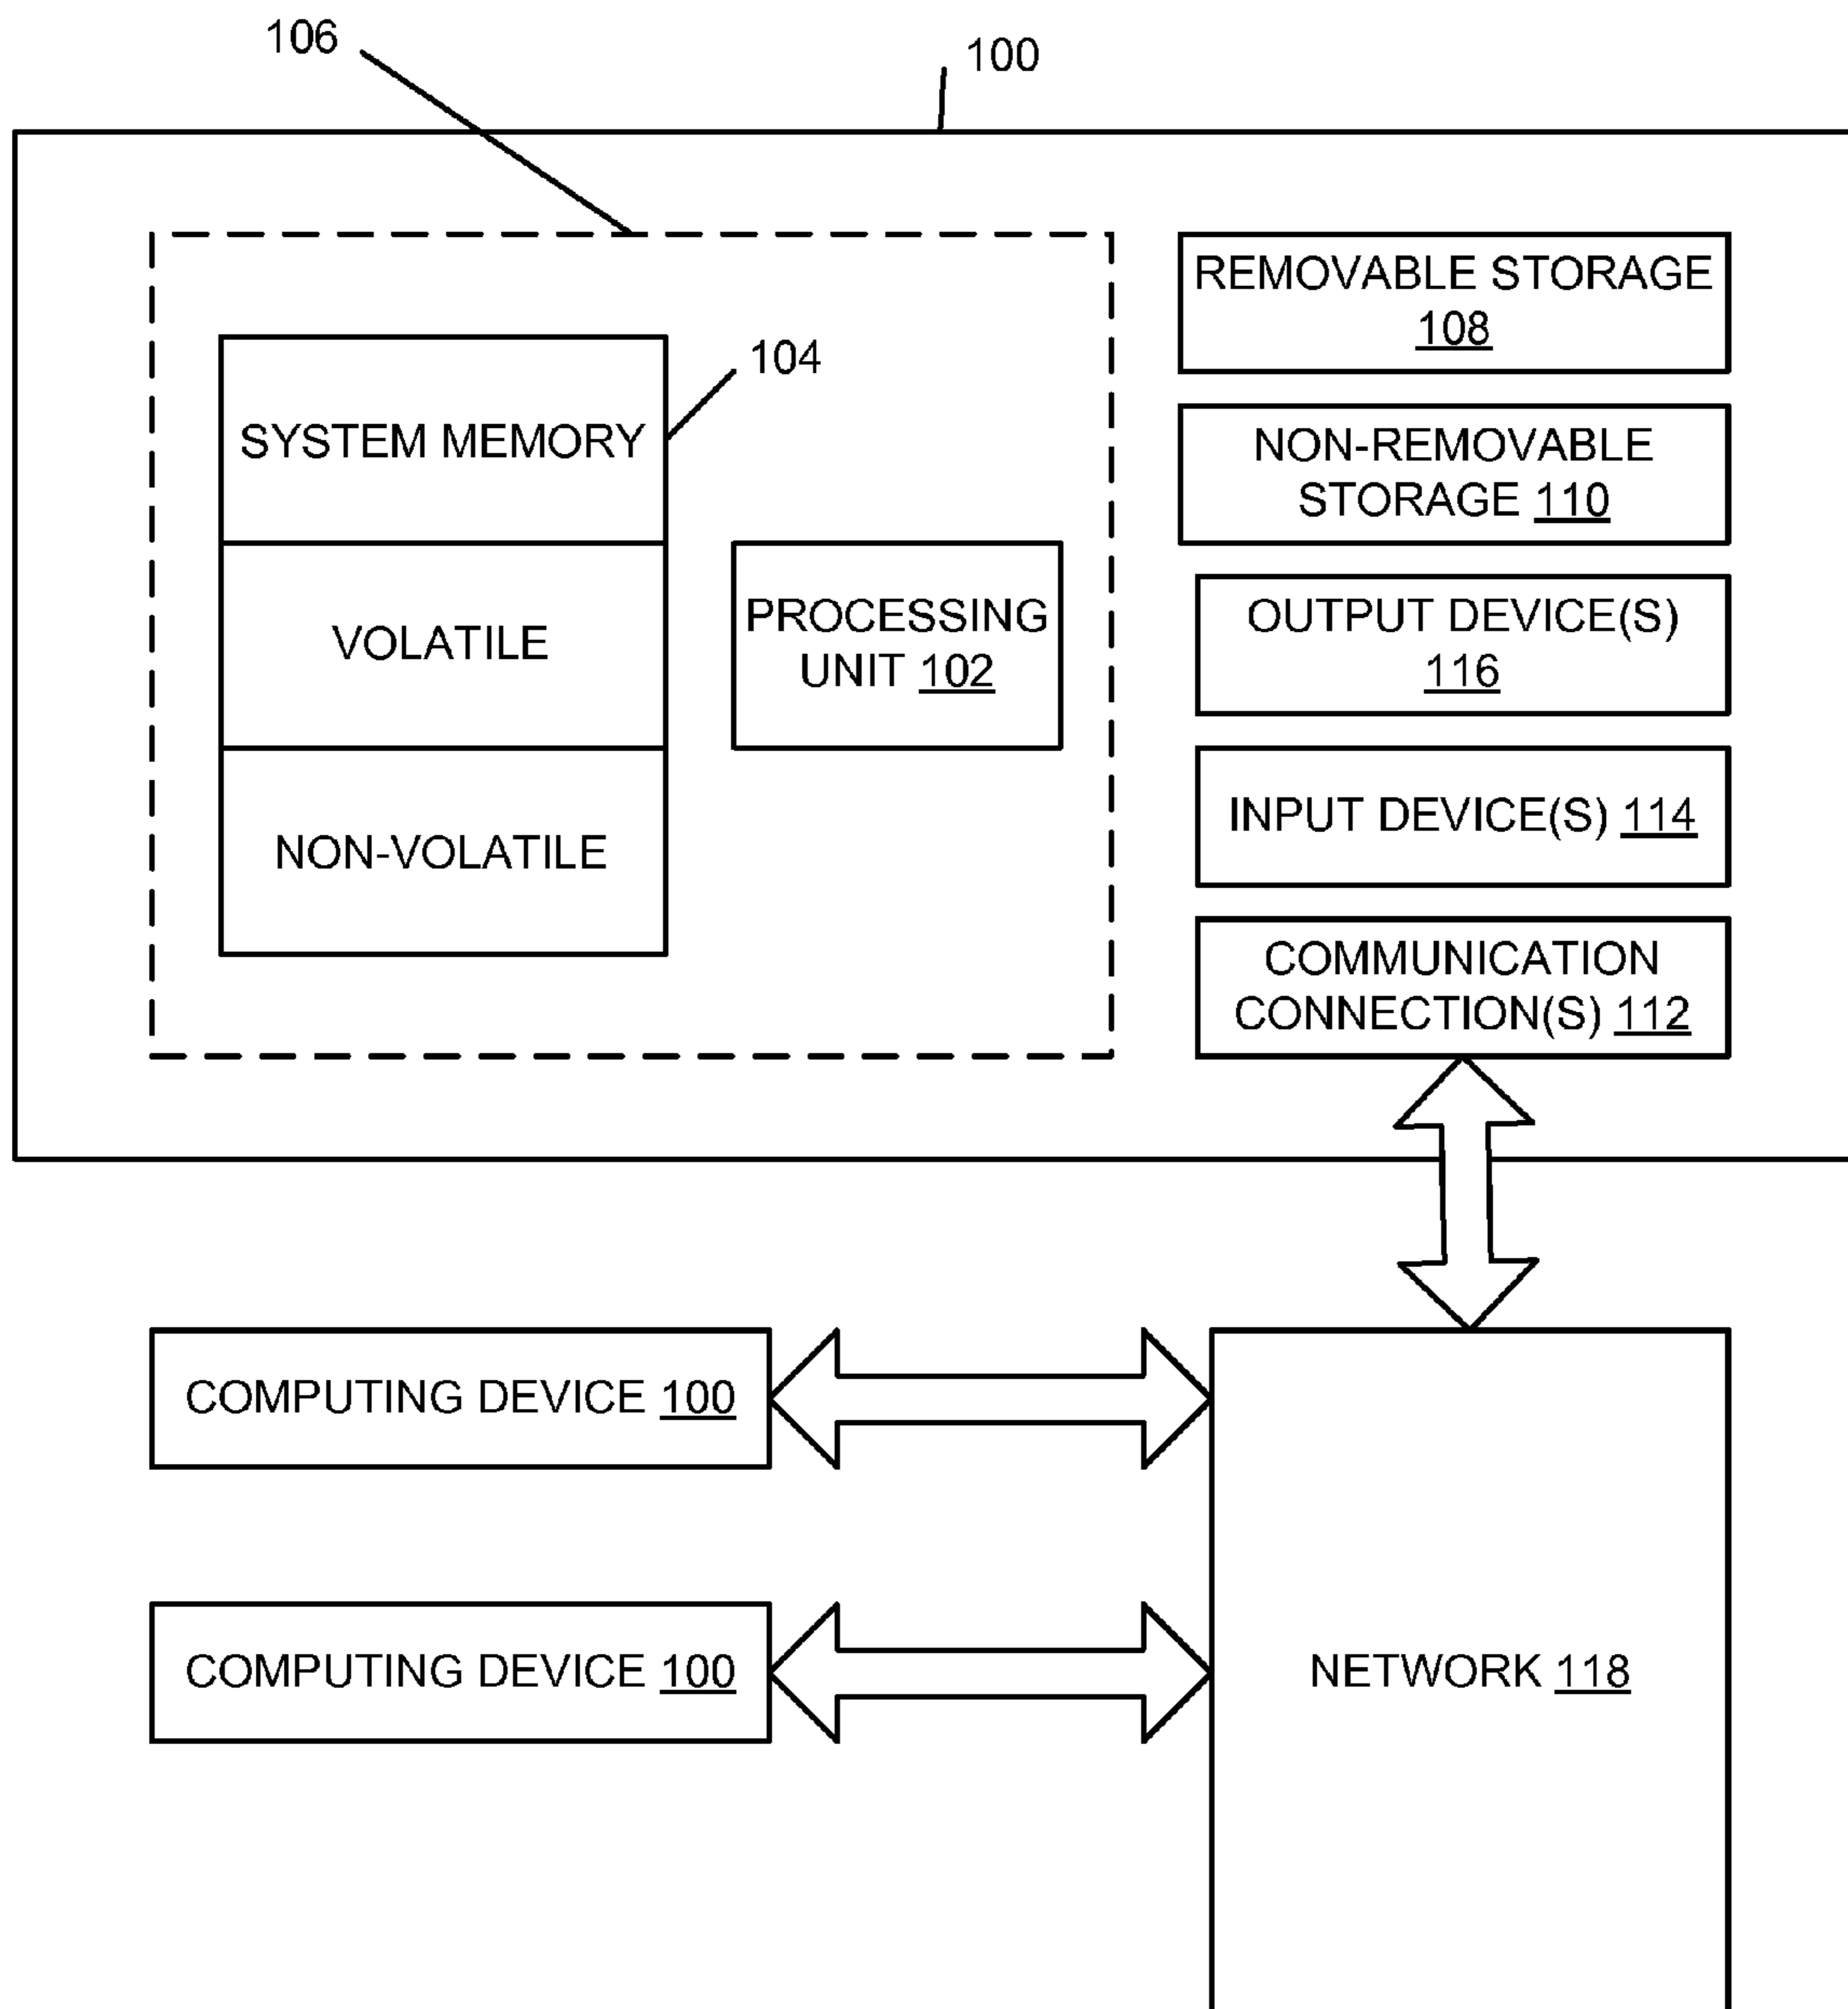 106
100
REMOVABLE STORAGE
108
104
SYSTEM MEMORY
NON-REMOVABLE
STORAGE 110
VOLATILE
PROCESSING
UNIT 102
OUTPUT DEVICE(S)
116
NON-VOLATILE
INPUT DEVICE(S) 114
COMMUNICATION
CONNECTION(S) 112
COMPUTING DEVICE 100
COMPUTING DEVICE 100
NETWORK 118